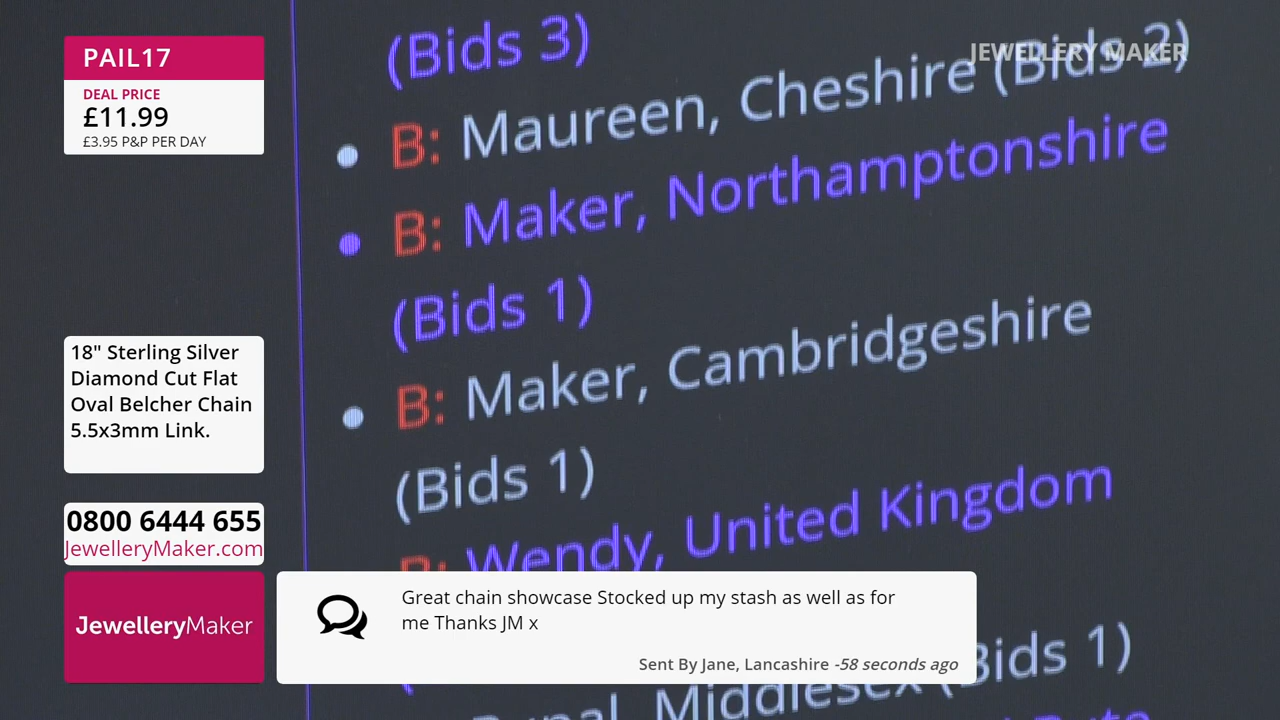 PAIL17
DEAL PRICE
£11.99
£3.95 P&P PER DAY
18" Sterling Silver
Diamond Cut Flat
Oval Belcher Chain
5.5x3mm Link.
0800 6444 655
JewelleryMaker.com
JewelleryMaker
JEWELLERY MAKER
(Bids 3)
B: Maureen, Cheshire (Bids 2)
B: Maker, Northamptonshire
(Bids 1)
B: Maker, Cambridgeshire
(Bids 1)
B: Wendy, United Kingdom
Middlesex (Bids 1)
Great chain showcase Stocked up my stash as well as for
me Thanks JM x
Sent By Jane, Lancashire -58 seconds ago